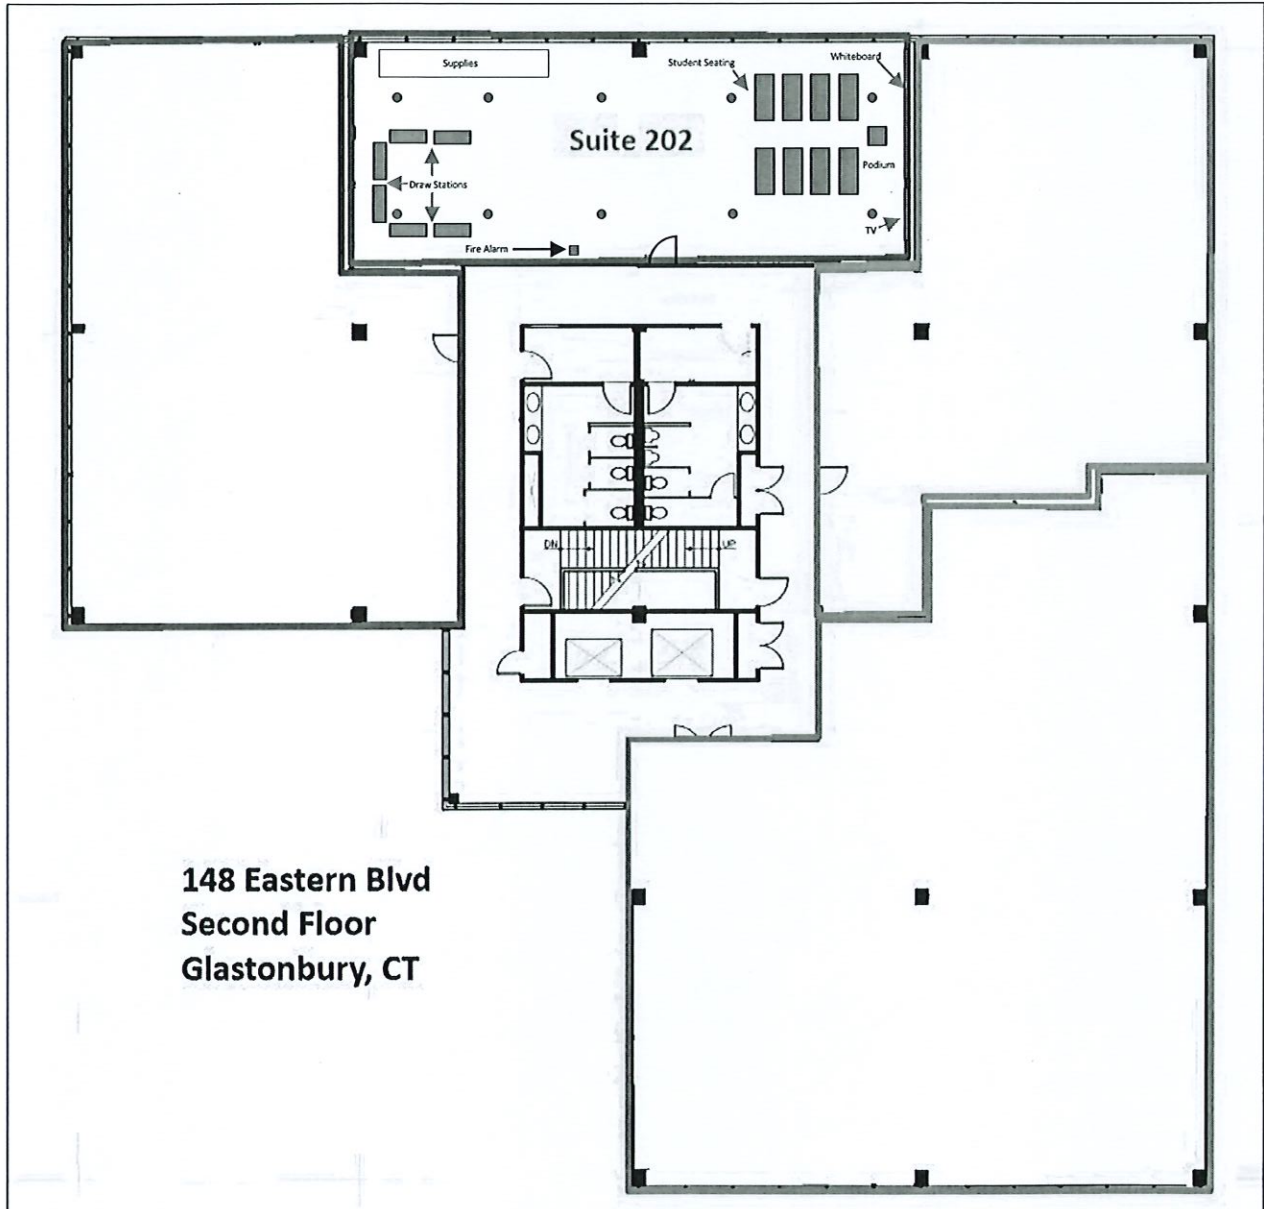 Supplies
Student Seating
Whiteboard
Suite 202
Podium
Draw Stations
TV
Fire Alarm
DN
UP
148 Eastern Blvd
Second Floor
Glastonbury, CT